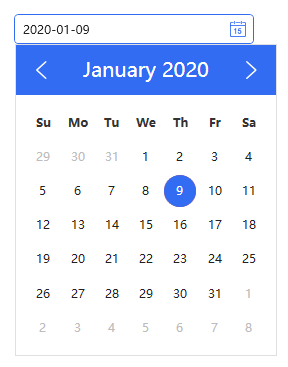 2020-01-09
15
January 2020
Su Mo Tu We Th Fr Sa
29 30 31 1 2 3 4
5 6 7 8 9 10 11
12 13 14 15 16 17 18
19 20 21 22 23 24 25
26 27 28 29 30 31 1
2 3 4 5 6 7 8